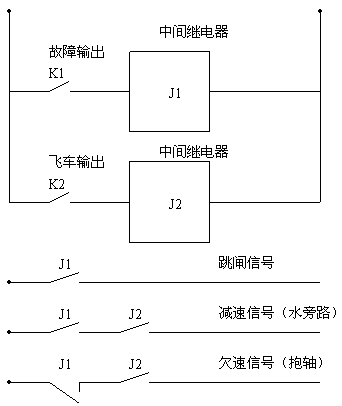 中间继电器
故障输出
K1
J1
中间继电器
飞车输出
K2
J2
J1 跳闸信号
J1 J2 减速信号（水旁路）
J1 J2 欠速信号（抱轴）